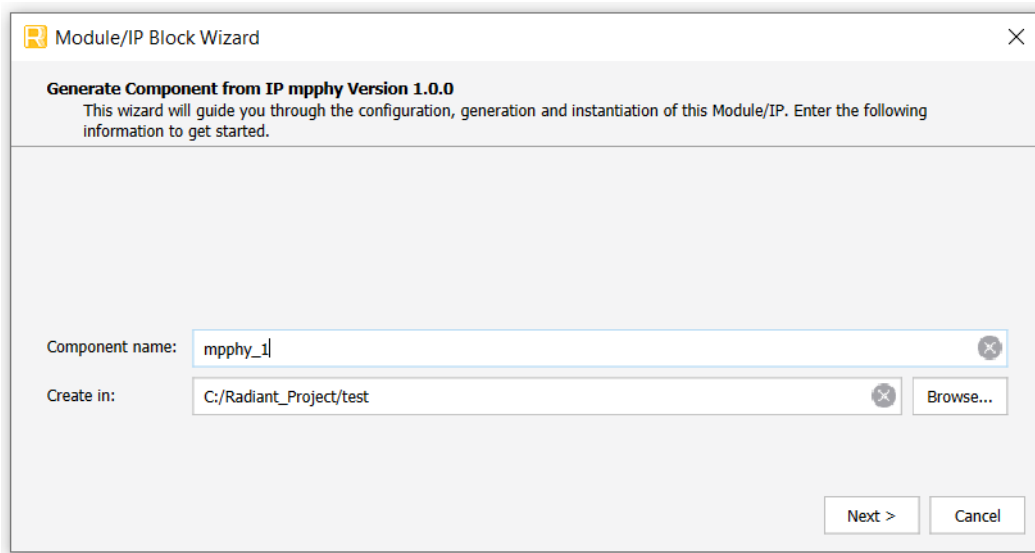 Module/IP Block Wizard
Generate Component from IP mpphy Version 1.0.0
This wizard will guide you through the configuration, generation and instantiation of this Module/IP. Enter the following
information to get started.
Component name: mpphy_1
Create in: C:/Radiant_Project/test Browse...
Next > Cancel